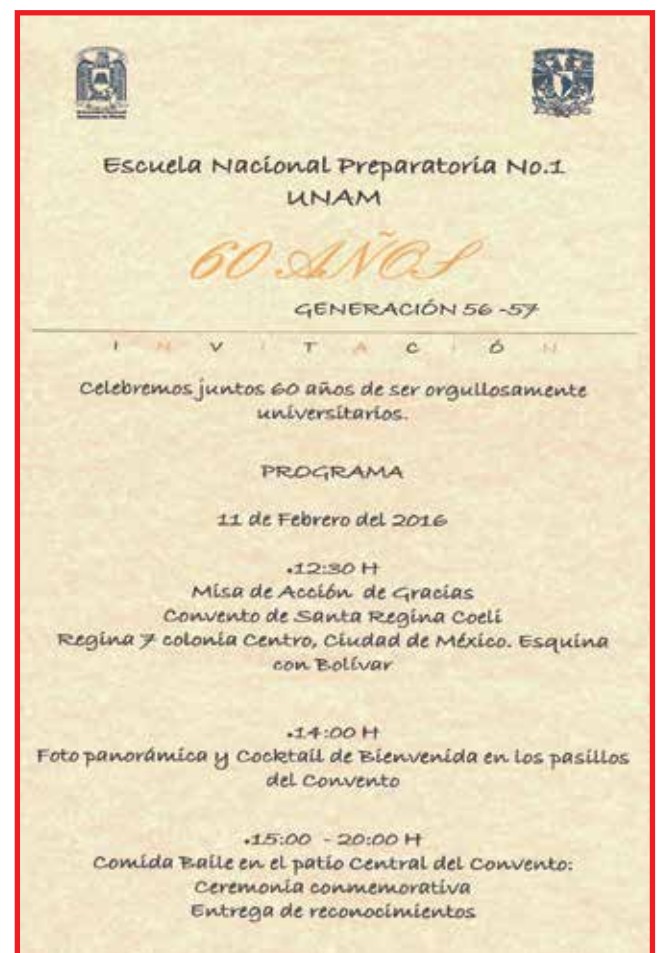 Escuela Nacional Preparatoria No.1
UNAM
60 AÑOS
GENERACIÓN 56 -57
INVITACIÓN
Celebremos juntos 60 años de ser orgullosamente
universitarios.
PROGRAMA
11 de Febrero del 2016
.12:30 H
Misa de Acción de Gracias
Convento de Santa Regina Coeli
Regina 7 colonia Centro, Ciudad de México. Esquina
con Bolívar
.14:00 H
Foto panorámica y Cocktail de Bienvenida en los pasillos
del Convento
.15:00 - 20:00 H
Comida Baile en el patio Central del Convento:
Ceremonia conmemorativa
Entrega de reconocimientos